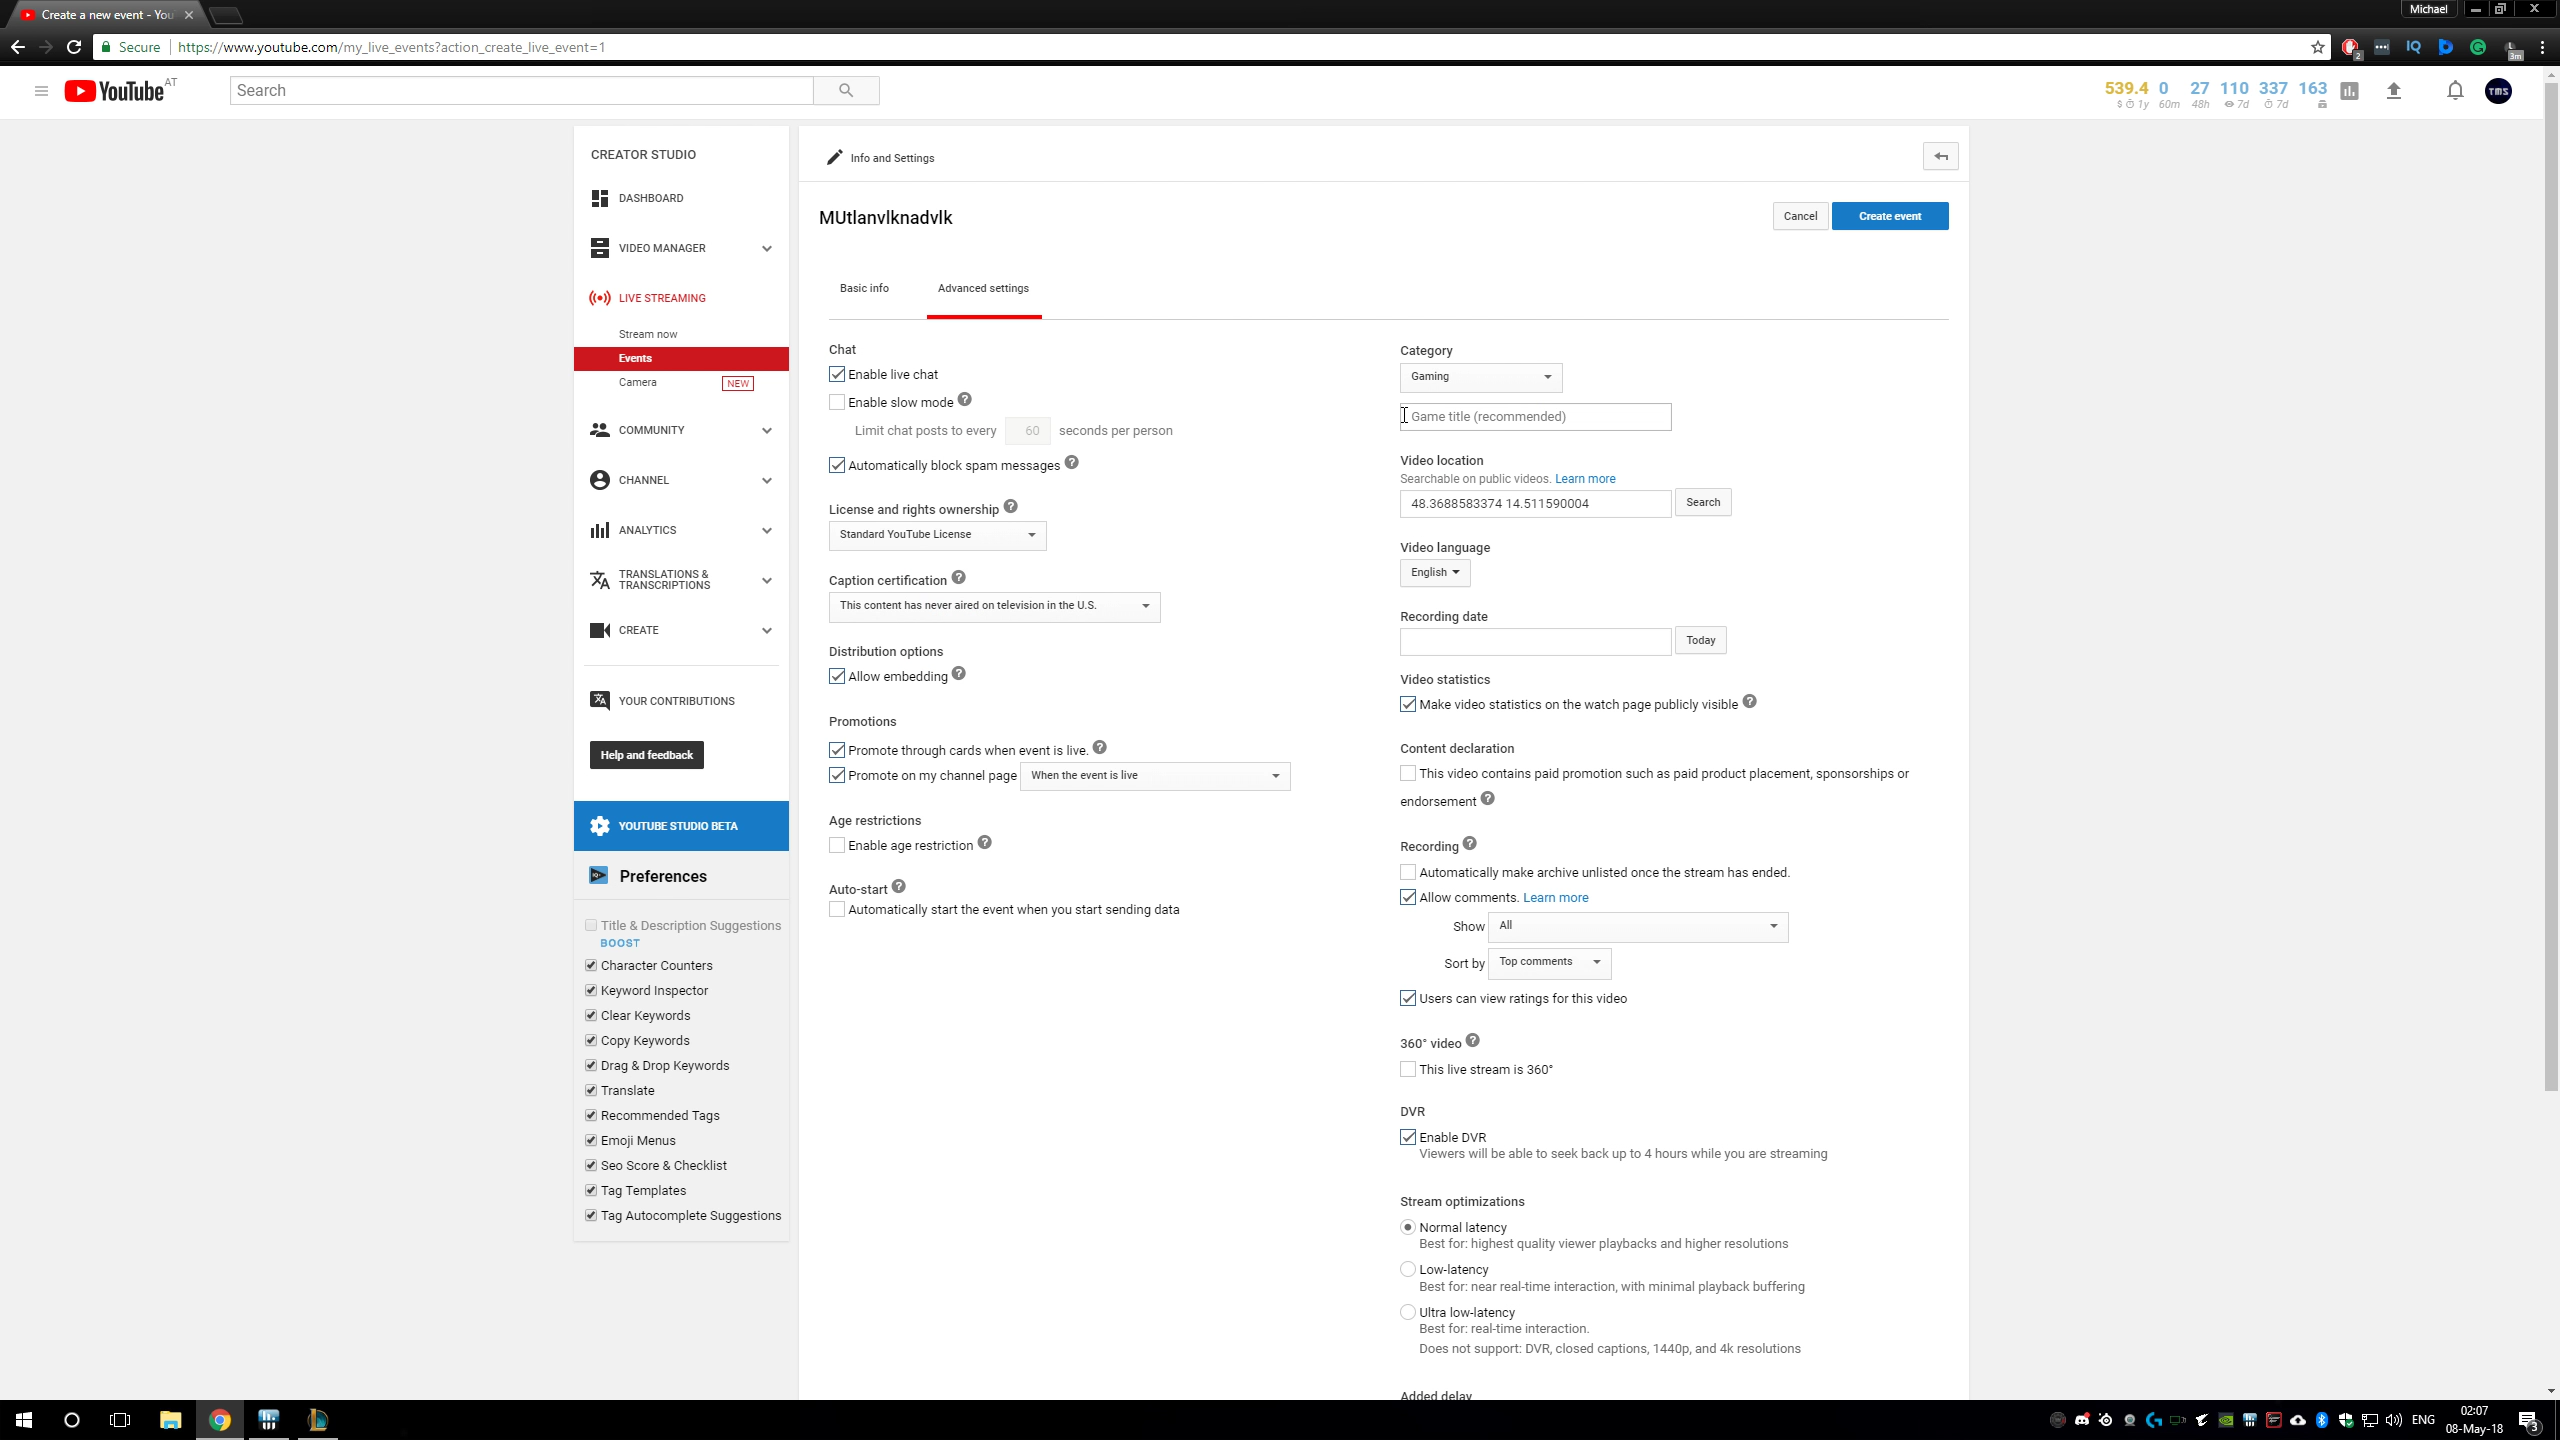 Create a new event - You
Michael
Secure
https://www.youtube.com/my_live_events?action_create_live_event=1
IQ
2
3m
YouTube AT
Search
539.4 0 27 110 337 163
$ 1y 60m 48h 7d 7d
TMS
CREATOR STUDIO
DASHBOARD
VIDEO MANAGER
LIVE STREAMING
Stream now
Events
Camera NEW
COMMUNITY
CHANNEL
ANALYTICS
TRANSLATIONS &
TRANSCRIPTIONS
CREATE
YOUR CONTRIBUTIONS
Help and feedback
YOUTUBE STUDIO BETA
Preferences
Title & Description Suggestions
BOOST
Character Counters
Keyword Inspector
Clear Keywords
Copy Keywords
Drag & Drop Keywords
Translate
Recommended Tags
Emoji Menus
Seo Score & Checklist
Tag Templates
Tag Autocomplete Suggestions
Info and Settings
MUtlanvlknadvlk
Cancel
Create event
Basic info
Advanced settings
Chat
Enable live chat
Enable slow mode ?
Limit chat posts to every 60 seconds per person
Automatically block spam messages ?
License and rights ownership ?
Standard YouTube License
Caption certification ?
This content has never aired on television in the U.S.
Distribution options
Allow embedding ?
Promotions
Promote through cards when event is live. ?
Promote on my channel page When the event is live
Age restrictions
Enable age restriction ?
Auto-start ?
Automatically start the event when you start sending data
Category
Gaming
Game title (recommended)
Video location
Searchable on public videos. Learn more
48.3688583374 14.511590004 Search
Video language
English
Recording date
Today
Video statistics
Make video statistics on the watch page publicly visible ?
Content declaration
This video contains paid promotion such as paid product placement, sponsorships or
endorsement ?
Recording ?
Automatically make archive unlisted once the stream has ended.
Allow comments. Learn more
Show All
Sort by Top comments
Users can view ratings for this video
360° video ?
This live stream is 360°
DVR
Enable DVR
Viewers will be able to seek back up to 4 hours while you are streaming
Stream optimizations
Normal latency
Best for: highest quality viewer playbacks and higher resolutions
Low-latency
Best for: near real-time interaction, with minimal playback buffering
Ultra low-latency
Best for: real-time interaction.
Does not support: DVR, closed captions, 1440p, and 4k resolutions
Added delay
ENG
02:07
08-May-18
3